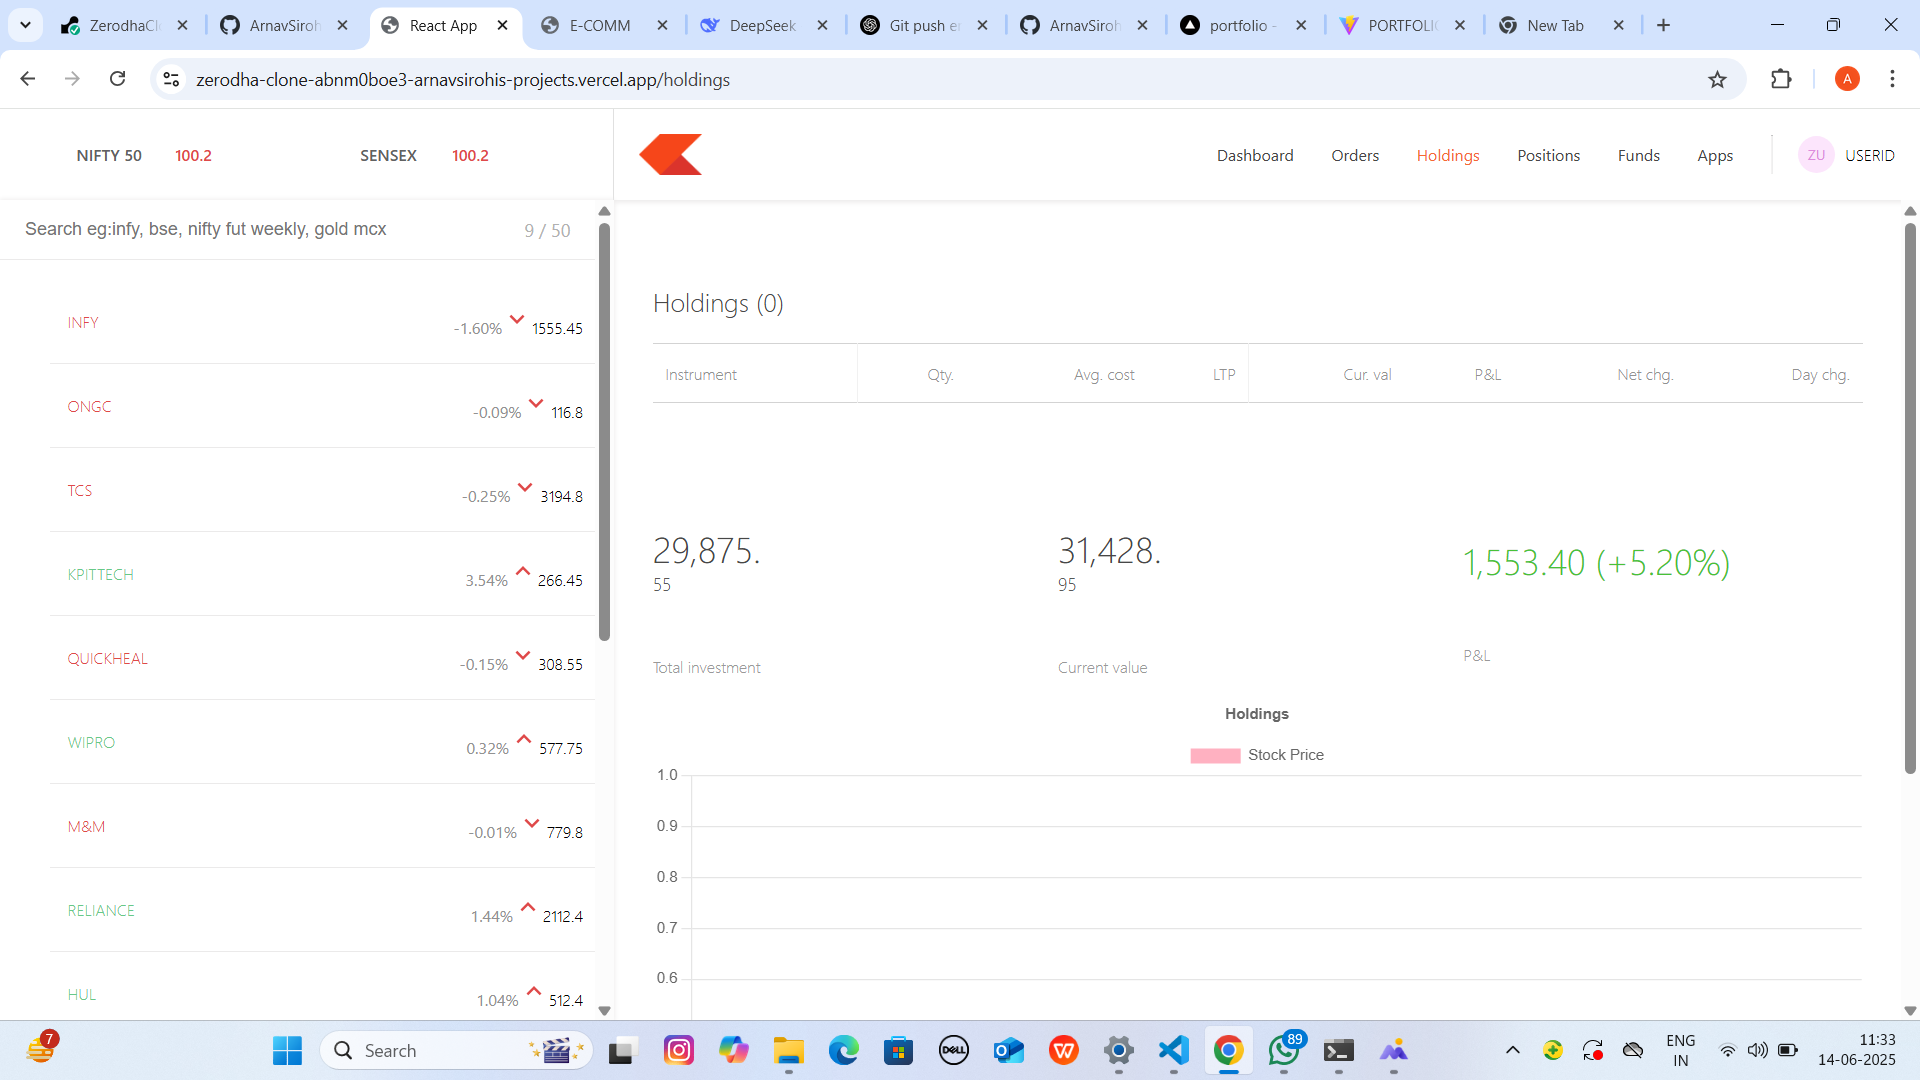 ZerodhaCl
ArnavSiroh
React App
E-COMM
DeepSeek
Git push er
ArnavSiroh
portfolio -
PORTFOLIO
New Tab
zerodha-clone-abnm0boe3-arnavsirohis-projects.vercel.app/holdings
A
NIFTY 50 100.2 SENSEX 100.2
Dashboard Orders Holdings Positions Funds Apps ZU USERID
Search eg:infy, bse, nifty fut weekly, gold mcx 9 / 50
INFY -1.60% 1555.45
ONGC -0.09% 116.8
TCS -0.25% 3194.8
KPITTECH 3.54% 266.45
QUICKHEAL -0.15% 308.55
WIPRO 0.32% 577.75
M&M -0.01% 779.8
RELIANCE 1.44% 2112.4
HUL 1.04% 512.4
Holdings (0)
Instrument Qty. Avg. cost LTP Cur. val P&L Net chg. Day chg.
29,875.
55
Total investment
31,428.
95
Current value
1,553.40 (+5.20%)
P&L
Holdings
Stock Price
1.0
0.9
0.8
0.7
0.6
7
Search
DELL
W
89
ENG
IN
11:33
14-06-2025